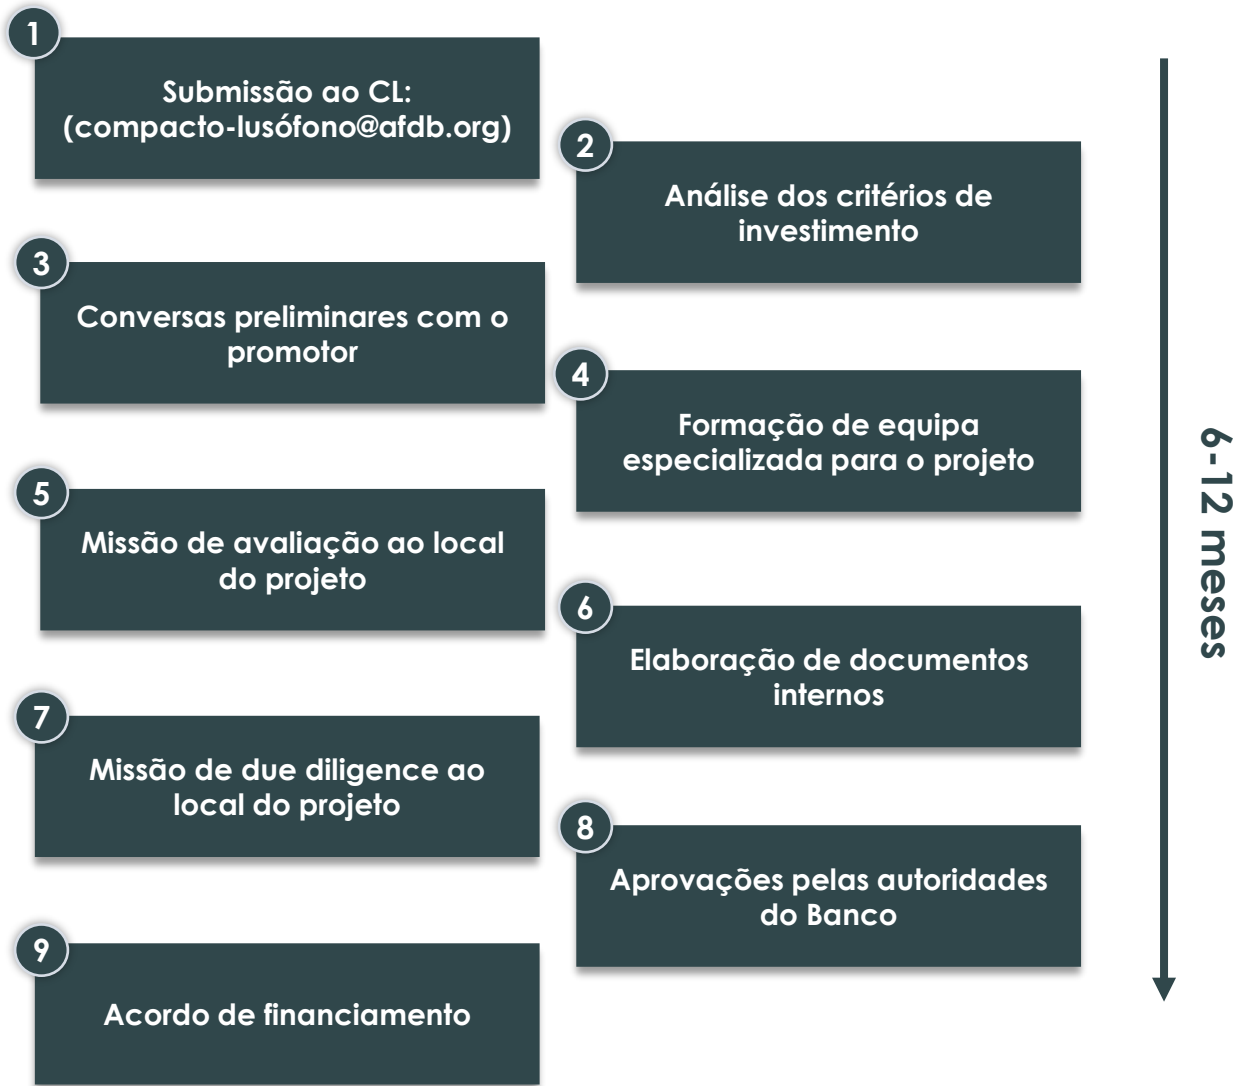 1
Submissão ao CL:
(compacto-lusófono@afdb.org)
2
Análise dos critérios de
investimento
3
Conversas preliminares com o
promotor
4
Formação de equipa
especializada para o projeto
5
Missão de avaliação ao local
do projeto
6
Elaboração de documentos
internos
7
Missão de due diligence ao
local do projeto
8
Aprovações pelas autoridades
do Banco
9
Acordo de financiamento
6-12 meses